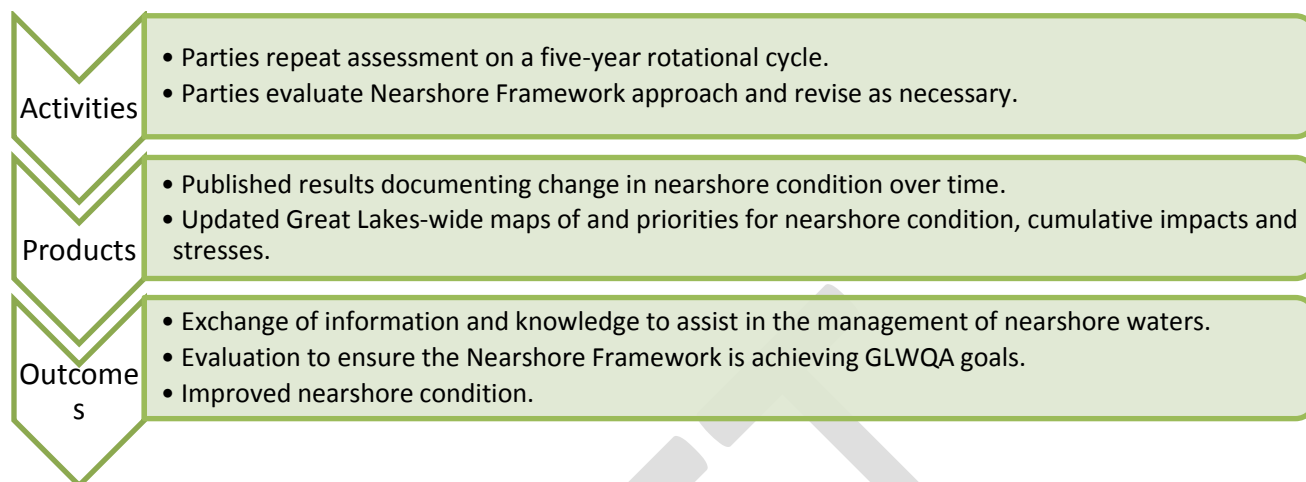 Activities
• Parties repeat assessment on a five-year rotational cycle.
• Parties evaluate Nearshore Framework approach and revise as necessary.
Products
• Published results documenting change in nearshore condition over time.
• Updated Great Lakes-wide maps of and priorities for nearshore condition, cumulative impacts and
stresses.
Outcome
s
• Exchange of information and knowledge to assist in the management of nearshore waters.
• Evaluation to ensure the Nearshore Framework is achieving GLWQA goals.
• Improved nearshore condition.